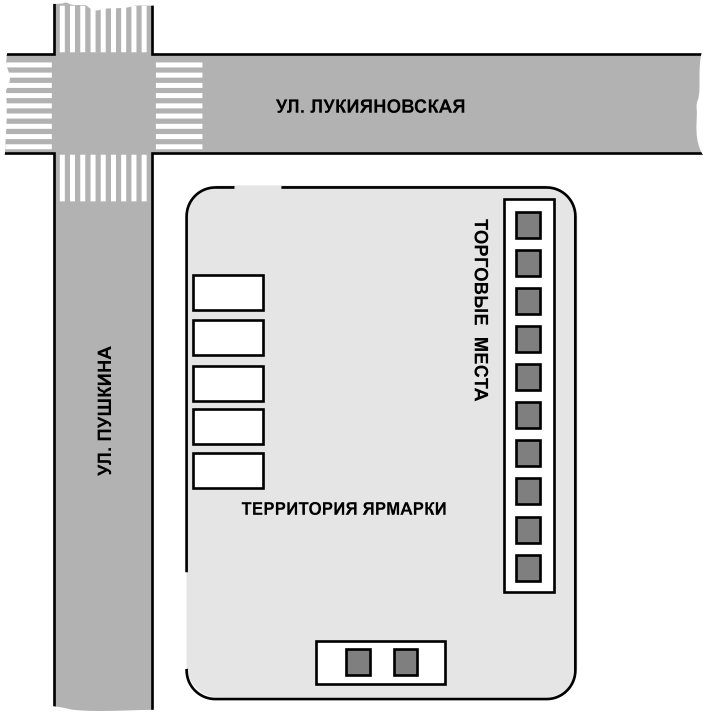 УЛ. ЛУКИЯНОВСКАЯ
ТОРГОВЫЕ МЕСТА
УЛ. ПУШКИНА
ТЕРРИТОРИЯ ЯРМАРКИ